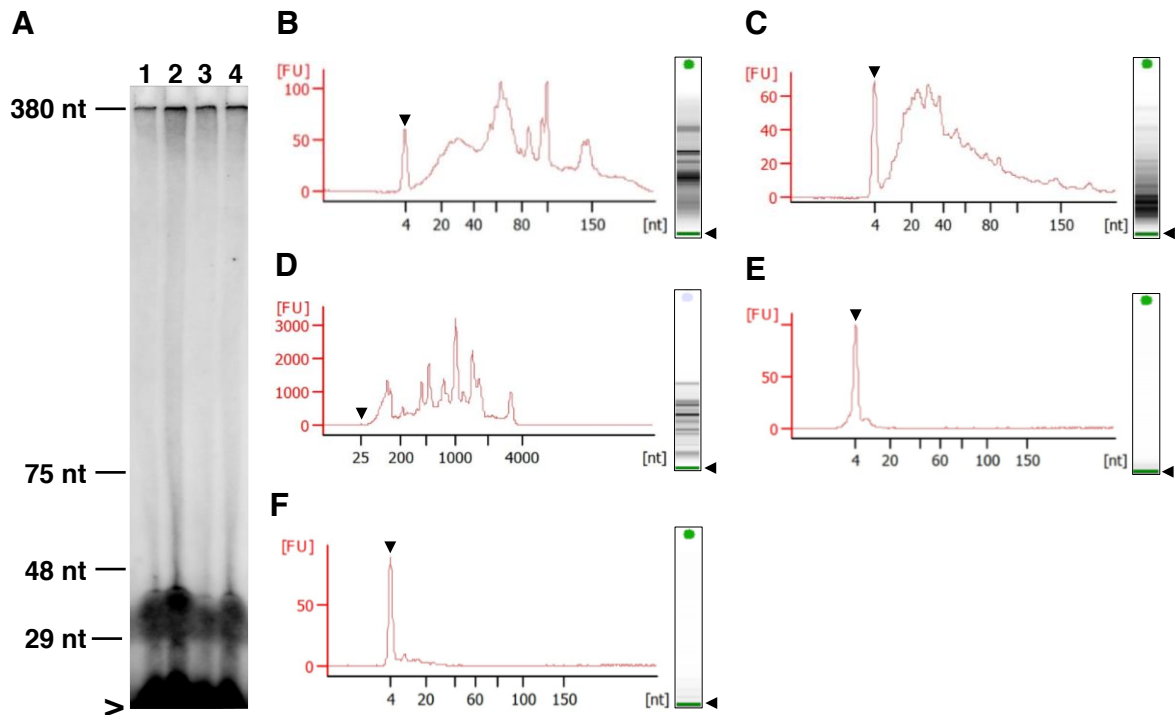 A
1 2 3 4
380 nt
75 nt
48 nt
29 nt
>
B
[FU]
100
50
0
4 20 40 80 150 [nt]
C
[FU]
60
40
20
0
4 20 40 80 150 [nt]
D
[FU]
3000
2000
1000
0
25 200 1000 4000 [nt]
E
[FU]
50
0
4 20 60 100 150 [nt]
F
[FU]
50
0
4 20 60 100 150 [nt]